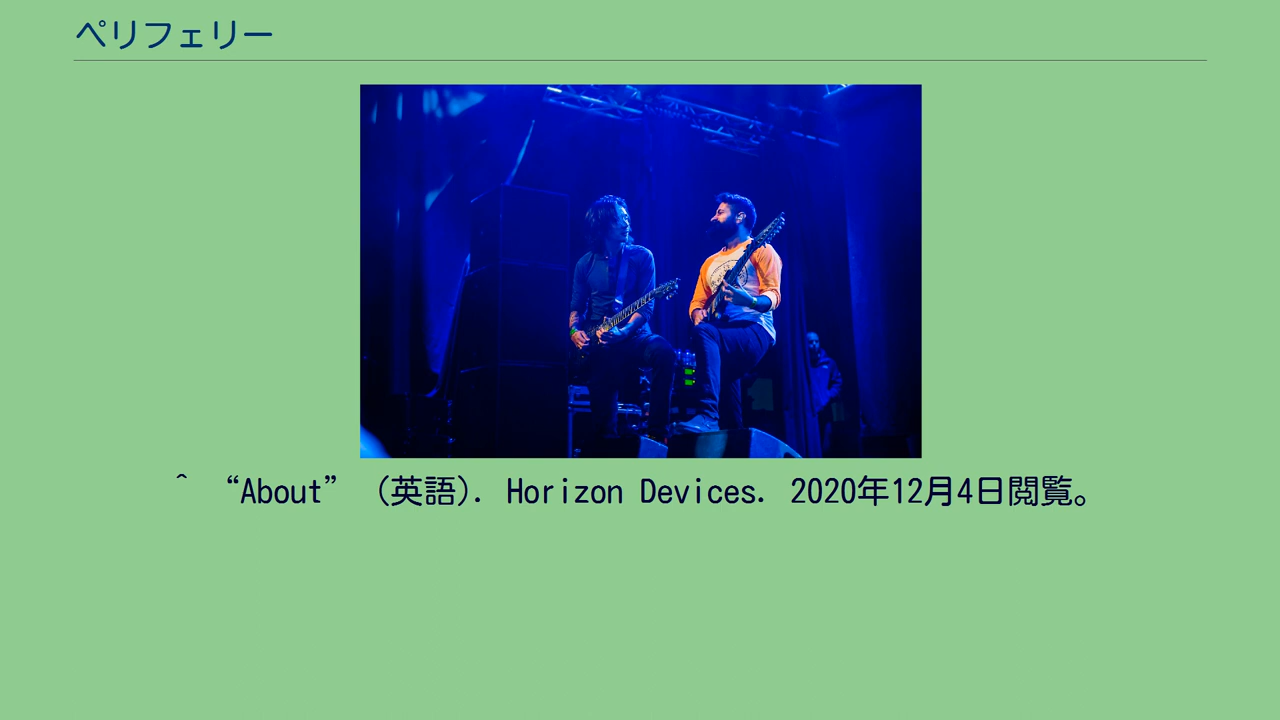 ペリフェリー
^ “About” (英語). Horizon Devices. 2020年12月4日閲覧。